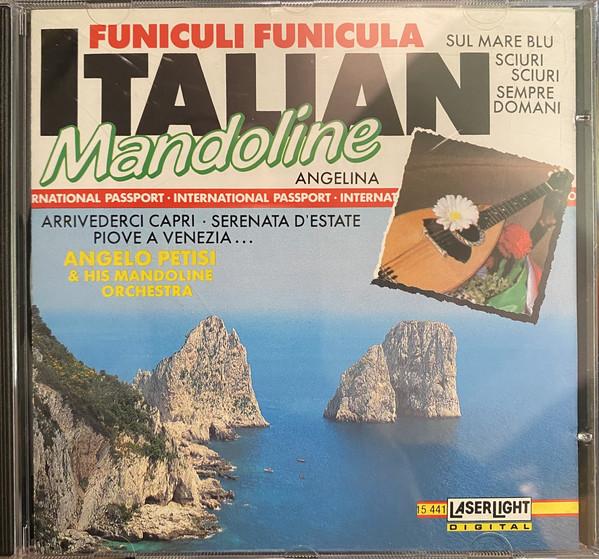 FUNICULI FUNICULA
ITALIAN
Mandoline
SUL MARE BLU
SCIURI
SCIURI
SEMPRE
DOMANI
ANGELINA
RNATIONAL PASSPORT · INTERNATIONAL PASSPORT · INTERNAT
ARRIVEDERCI CAPRI · SERENATA D'ESTATE
PIOVE A VENEZIA...
ANGELO PETISI
& HIS MANDOLINE
ORCHESTRA
15 441
LASERLIGHT
DIGITAL